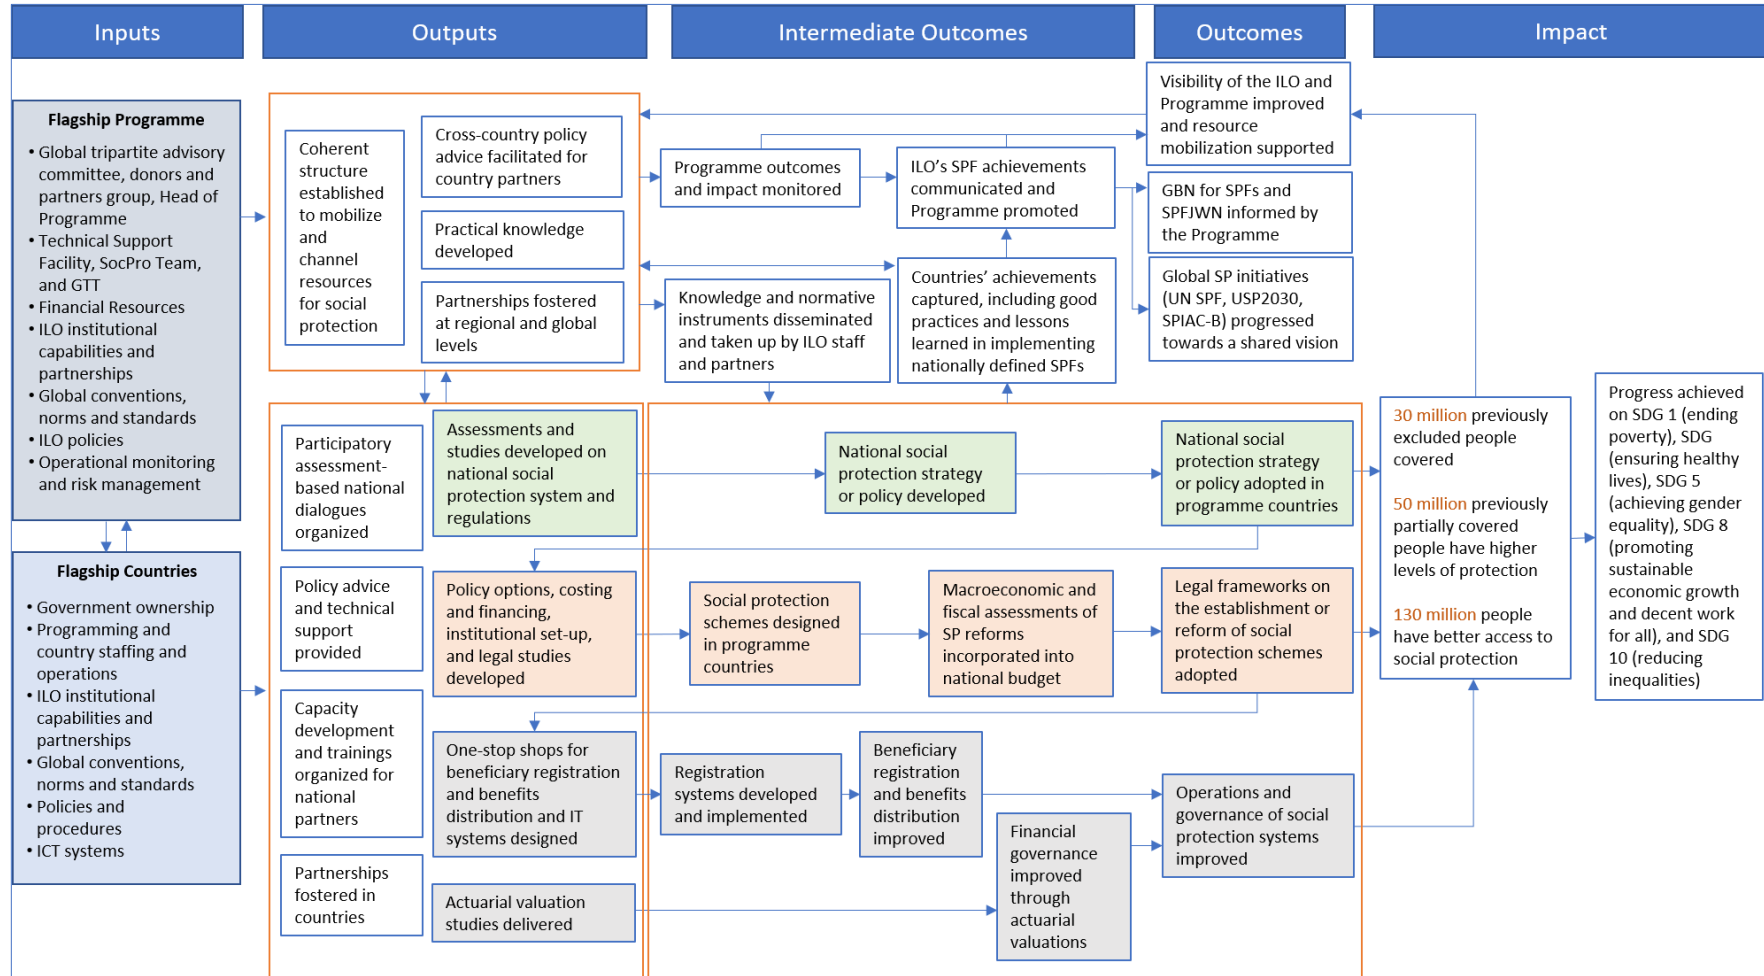 Inputs
Outputs
Intermediate Outcomes
Outcomes
Impact
Flagship Programme
• Global tripartite advisory
committee, donors and
partners group, Head of
Programme
• Technical Support
Facility, SocPro Team,
and GTT
• Financial Resources
• ILO institutional
capabilities and
partnerships
• Global conventions,
norms and standards
• ILO policies
• Operational monitoring
and risk management
Flagship Countries
• Government ownership
• Programming and
country staffing and
operations
• ILO institutional
capabilities and
partnerships
• Global conventions,
norms and standards
• Policies and
procedures
• ICT systems
Coherent
structure
established
to mobilize
and
channel
resources
for social
protection
Cross-country policy
advice facilitated for
country partners
Practical knowledge
developed
Partnerships fostered
at regional and global
levels
Programme outcomes
and impact monitored
ILO's SPF achievements
communicated and
Programme promoted
Knowledge and normative
instruments disseminated
and taken up by ILO staff
and partners
Countries' achievements
captured, including good
practices and lessons
learned in implementing
nationally defined SPFs
Visibility of the ILO and
Programme improved
and resource
mobilization supported
GBN for SPFs and
SPFJWN informed by
the Programme
Global SP initiatives
(UN SPF, USP2030,
SPIAC-B) progressed
towards a shared vision
Participatory
assessment-
based national
dialogues
organized
Policy advice
and technical
support
provided
Capacity
development
and trainings
organized for
national
partners
Partnerships
fostered in
countries
Assessments and
studies developed on
national social
protection system and
regulations
National social
protection strategy
or policy developed
National social
protection strategy
or policy adopted in
programme countries
Policy options, costing
and financing,
institutional set-up,
and legal studies
developed
Social protection
schemes designed
in programme
countries
Macroeconomic and
fiscal assessments of
SP reforms
incorporated into
national budget
Legal frameworks on
the establishment or
reform of social
protection schemes
adopted
One-stop shops for
beneficiary registration
and benefits
distribution and IT
systems designed
Registration
systems developed
and implemented
Beneficiary
registration
and benefits
distribution
improved
Actuarial valuation
studies delivered
Financial
governance
improved
through
actuarial
valuations
Operations and
governance of social
protection systems
improved
30 million previously
excluded people
covered
50 million previously
partially covered
people have higher
levels of protection
130 million people
have better access to
social protection
Progress achieved
on SDG 1 (ending
poverty), SDG
(ensuring healthy
lives), SDG 5
(achieving gender
equality), SDG 8
(promoting
sustainable
economic growth
and decent work
for all), and SDG
10 (reducing
inequalities)